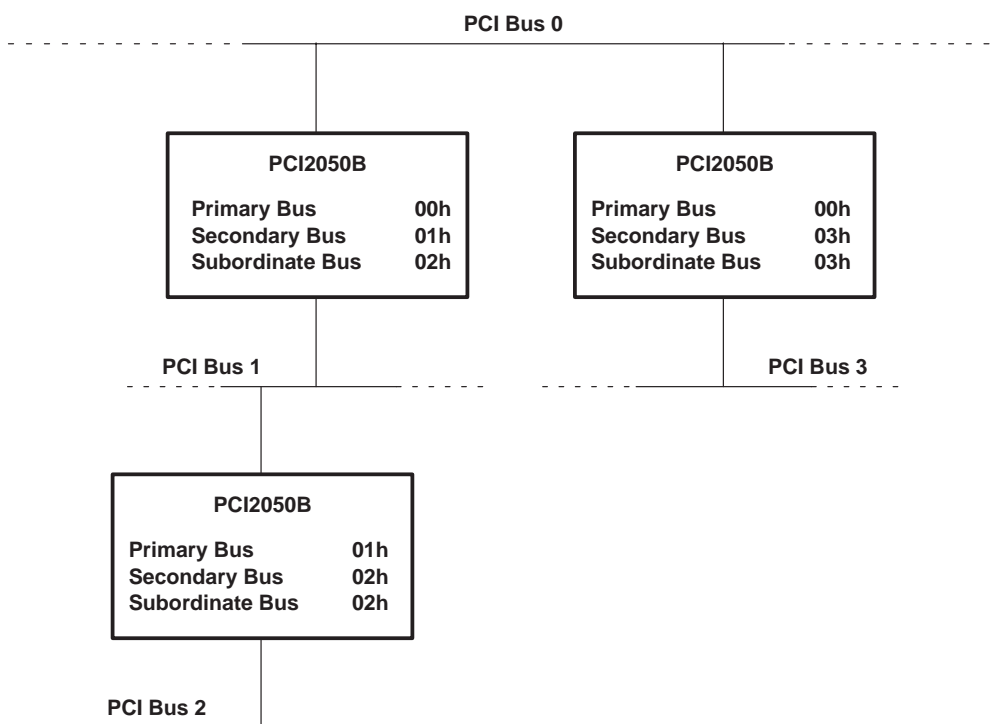 PCI Bus 0
PCI2050B
Primary Bus 00h
Secondary Bus 01h
Subordinate Bus 02h
PCI2050B
Primary Bus 00h
Secondary Bus 03h
Subordinate Bus 03h
PCI Bus 1
PCI Bus 3
PCI2050B
Primary Bus 01h
Secondary Bus 02h
Subordinate Bus 02h
PCI Bus 2